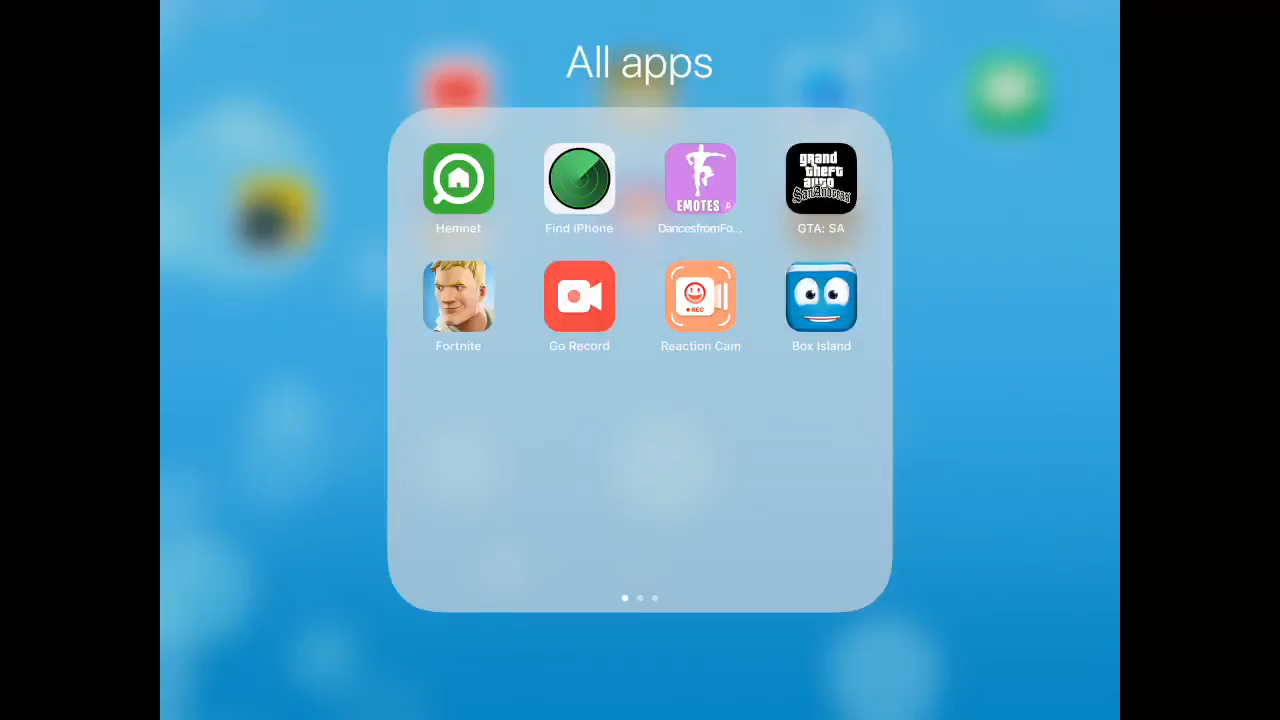 All apps
EMOTES
grand
theft
auto
San Andreas
Hemnet
Find iPhone
DancesfromFo...
GTA: SA
REC
Fortnite
Go Record
Reaction Cam
Box Island